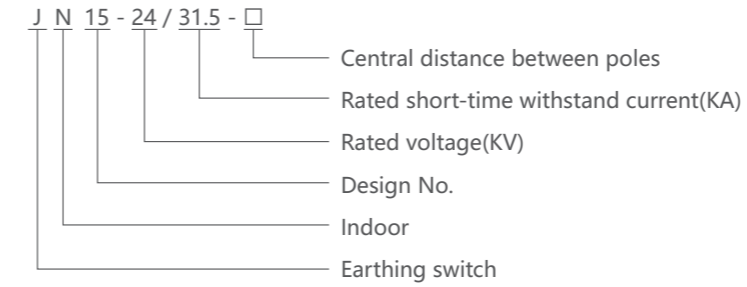 J N 15 - 24 / 31.5 - □
Central distance between poles
Rated short-time withstand current(KA)
Rated voltage(KV)
Design No.
Indoor
Earthing switch